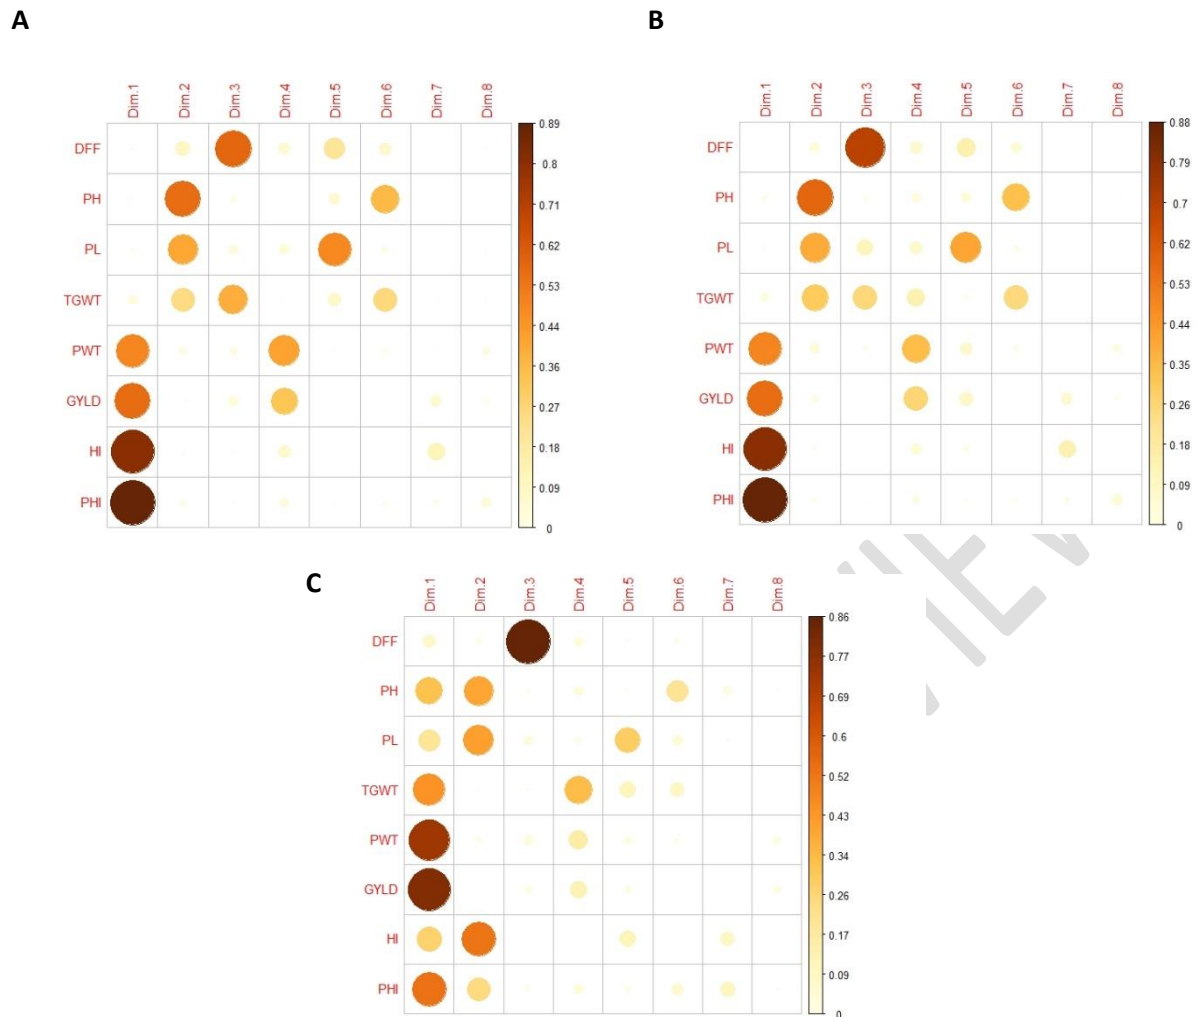 A
B
Dim.1 Dim.2 Dim.3 Dim.4 Dim.5 Dim.6 Dim.7 Dim.8
DFF
PH
PL
TGWT
PWT
GYLD
HI
PHI
0.89
0.8
0.71
0.62
0.53
0.44
0.36
0.27
0.18
0.09
0
Dim.1 Dim.2 Dim.3 Dim.4 Dim.5 Dim.6 Dim.7 Dim.8
DFF
PH
PL
TGWT
PWT
GYLD
HI
PHI
0.88
0.79
0.7
0.61
0.53
0.44
0.35
0.26
0.18
0.09
0
C
Dim.1 Dim.2 Dim.3 Dim.4 Dim.5 Dim.6 Dim.7 Dim.8
DFF
PH
PL
TGWT
PWT
GYLD
HI
PHI
0.86
0.77
0.69
0.6
0.52
0.43
0.34
0.26
0.17
0.09
0